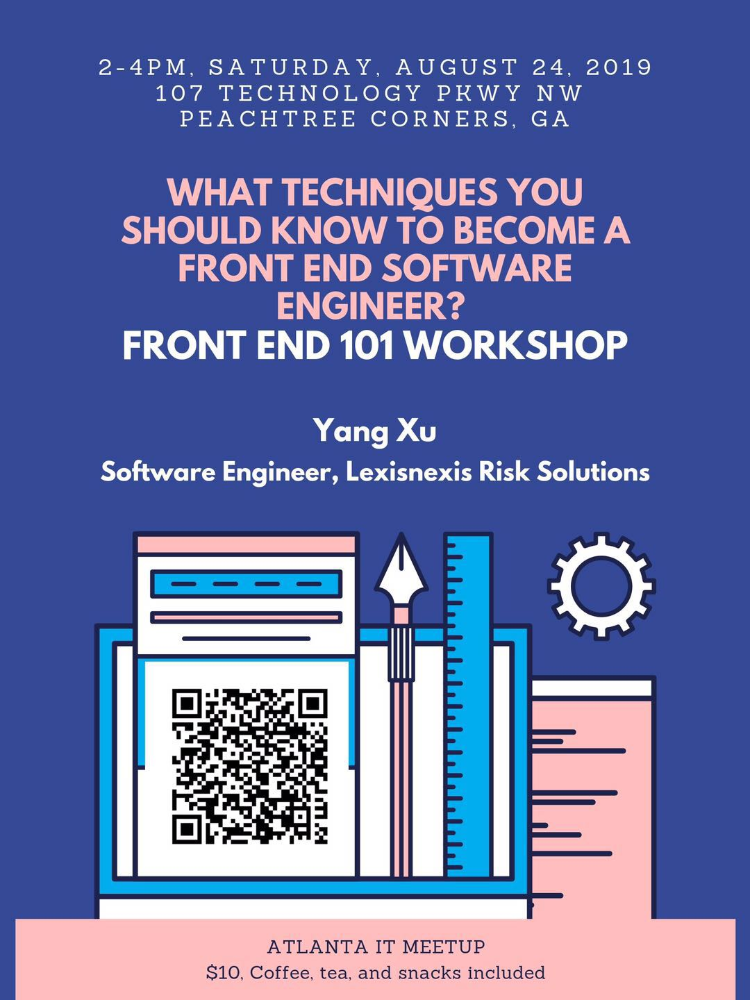 2-4PM, SATURDAY, AUGUST 24, 2019
107 TECHNOLOGY PKWY NW
PEACHTREE CORNERS, GA
WHAT TECHNIQUES YOU
SHOULD KNOW TO BECOME A
FRONT END SOFTWARE
ENGINEER?
FRONT END 101 WORKSHOP
Yang Xu
Software Engineer, Lexisnexis Risk Solutions
ATLANTA IT MEETUP
$10, Coffee, tea, and snacks included